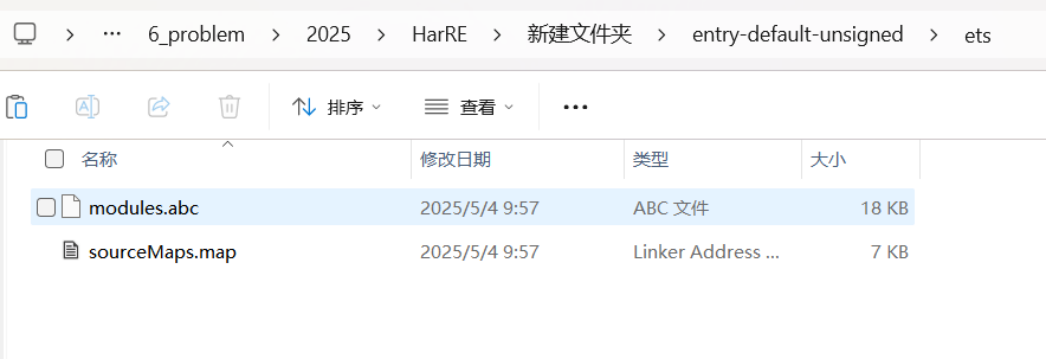 ... 6_problem > 2025 > HarRE > 新建文件夹 > entry-default-unsigned > ets
A 排序 查看 ...
名称 修改日期 类型 大小
modules.abc 2025/5/4 9:57 ABC 文件 18 KB
sourceMaps.map 2025/5/4 9:57 Linker Address ... 7 KB